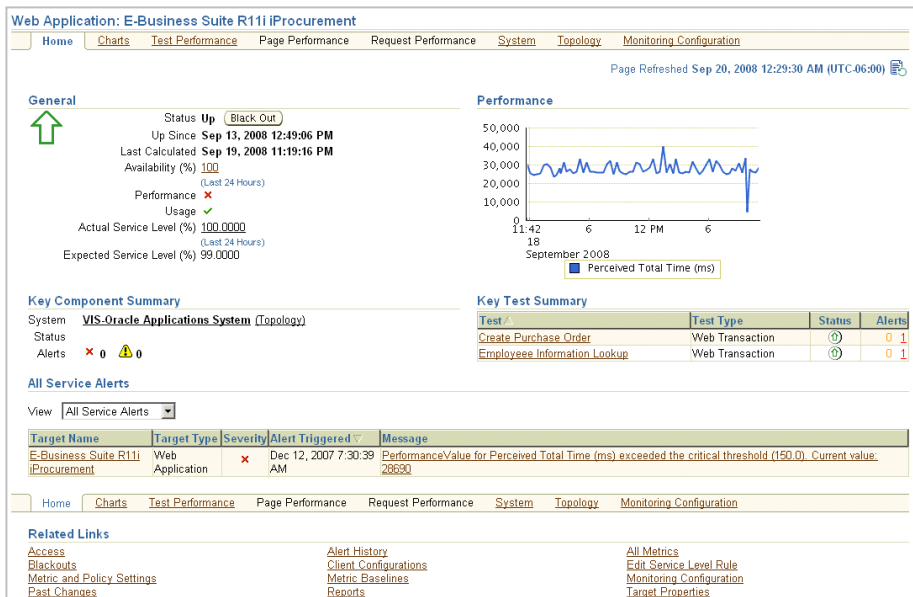 Web Application: E-Business Suite R11i iProcurement
Home Charts Test Performance Page Performance Request Performance System Topology Monitoring Configuration
Page Refreshed Sep 20, 2008 12:29:30 AM (UTC-06:00)
General
Status Up Black Out
Up Since Sep 13, 2008 12:49:06 PM
Last Calculated Sep 19, 2008 11:19:16 PM
Availability (%) 100
(Last 24 Hours)
Performance
Usage
Actual Service Level (%) 100.0000
(Last 24 Hours)
Expected Service Level (%) 99.0000
Performance
50,000
40,000
30,000
20,000
10,000
0
11:42 6 12 PM 6
18
September 2008
Perceived Total Time (ms)
Key Component Summary
System VIS-Oracle Applications System (Topology)
Status
Alerts 0 0
Key Test Summary
Test Test Type Status Alerts
Create Purchase Order Web Transaction 0 1
Employeee Information Lookup Web Transaction 0 1
All Service Alerts
View All Service Alerts
Target Name Target Type Severity Alert Triggered Message
E-Business Suite R11i Web Dec 12, 2007 7:30:39 PerformanceValue for Perceived Total Time (ms) exceeded the critical threshold (150.0). Current value:
iProcurement Application AM 28690
Home Charts Test Performance Page Performance Request Performance System Topology Monitoring Configuration
Related Links
Access Alert History All Metrics
Blackouts Client Configurations Edit Service Level Rule
Metric and Policy Settings Metric Baselines Monitoring Configuration
Past Changes Reports Target Properties